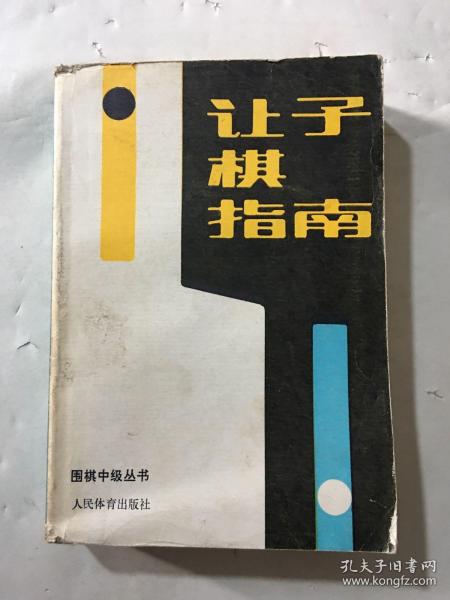 让子
棋
指南
围棋中级丛书
人民体育出版社
孔夫子旧书网
www.kongfz.com